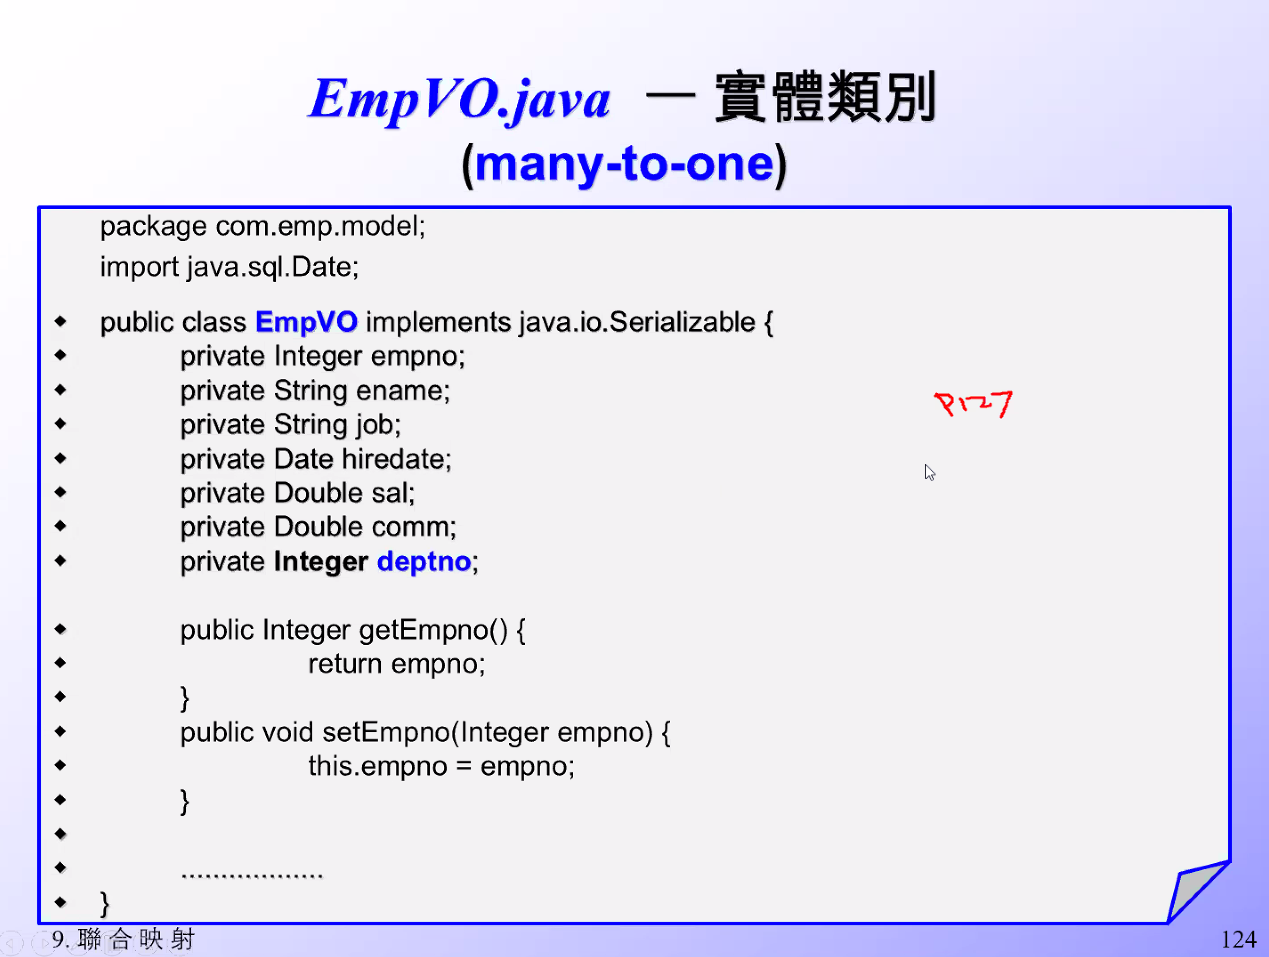 EmpVO.java — 實體類別
(many-to-one)
package com.emp.model;
import java.sql.Date;
public class EmpVO implements java.io.Serializable {
private Integer empno;
private String ename;
private String job;
private Date hiredate;
private Double sal;
private Double comm;
private Integer deptno;
P127
public Integer getEmpno() {
return empno;
}
public void setEmpno(Integer empno) {
this.empno = empno;
}
..................
}
9. 聯合映射
124